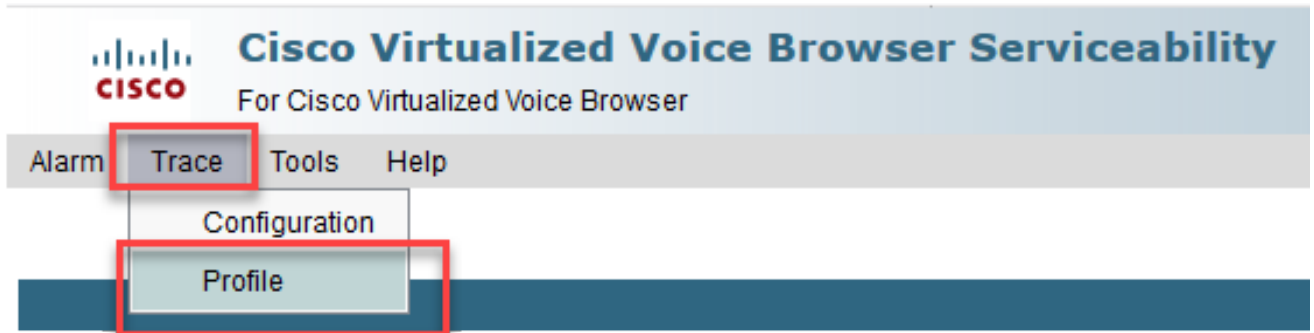 Cisco Virtualized Voice Browser Serviceability
CISCO
For Cisco Virtualized Voice Browser
Alarm Trace Tools Help
Configuration
Profile